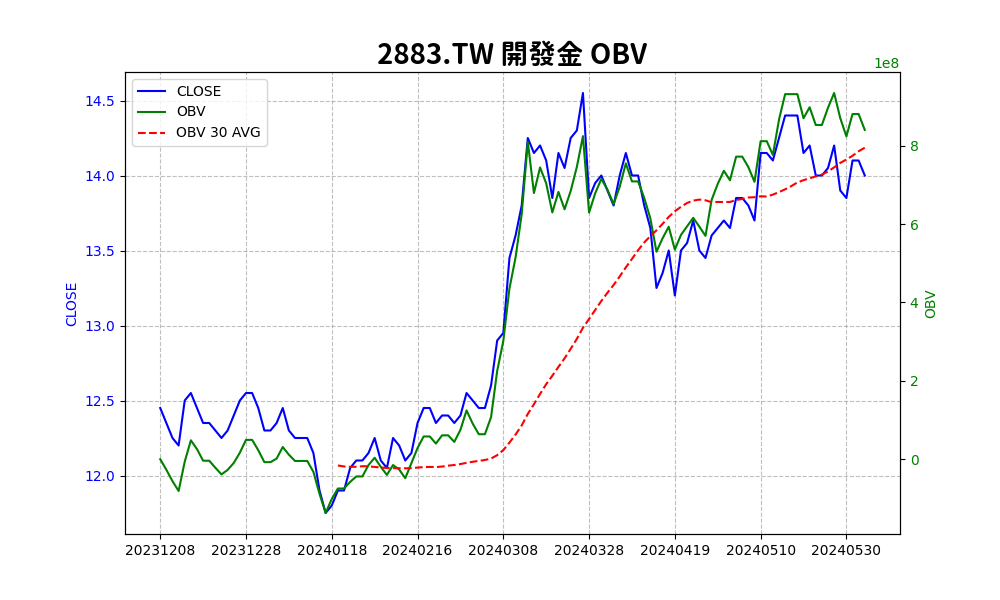 2883.TW 開發金 OBV
1e8
CLOSE
OBV
OBV 30 AVG
14.5
14.0
13.5
13.0
12.5
12.0
CLOSE
8
6
4
2
0
OBV
20231208 20231228 20240118 20240216 20240308 20240328 20240419 20240510 20240530